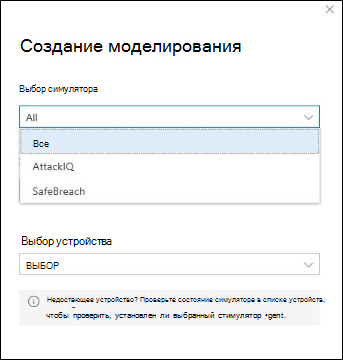 Создание моделирования
Выбор симулятора
All
Все
AttackIQ
SafeBreach
Выбор устройства
ВЫБОР
Недостающее устройство? Проверьте состояние симулятора в списке устройств,
чтобы проверить, установлен ли выбранный стимулятор •gent.